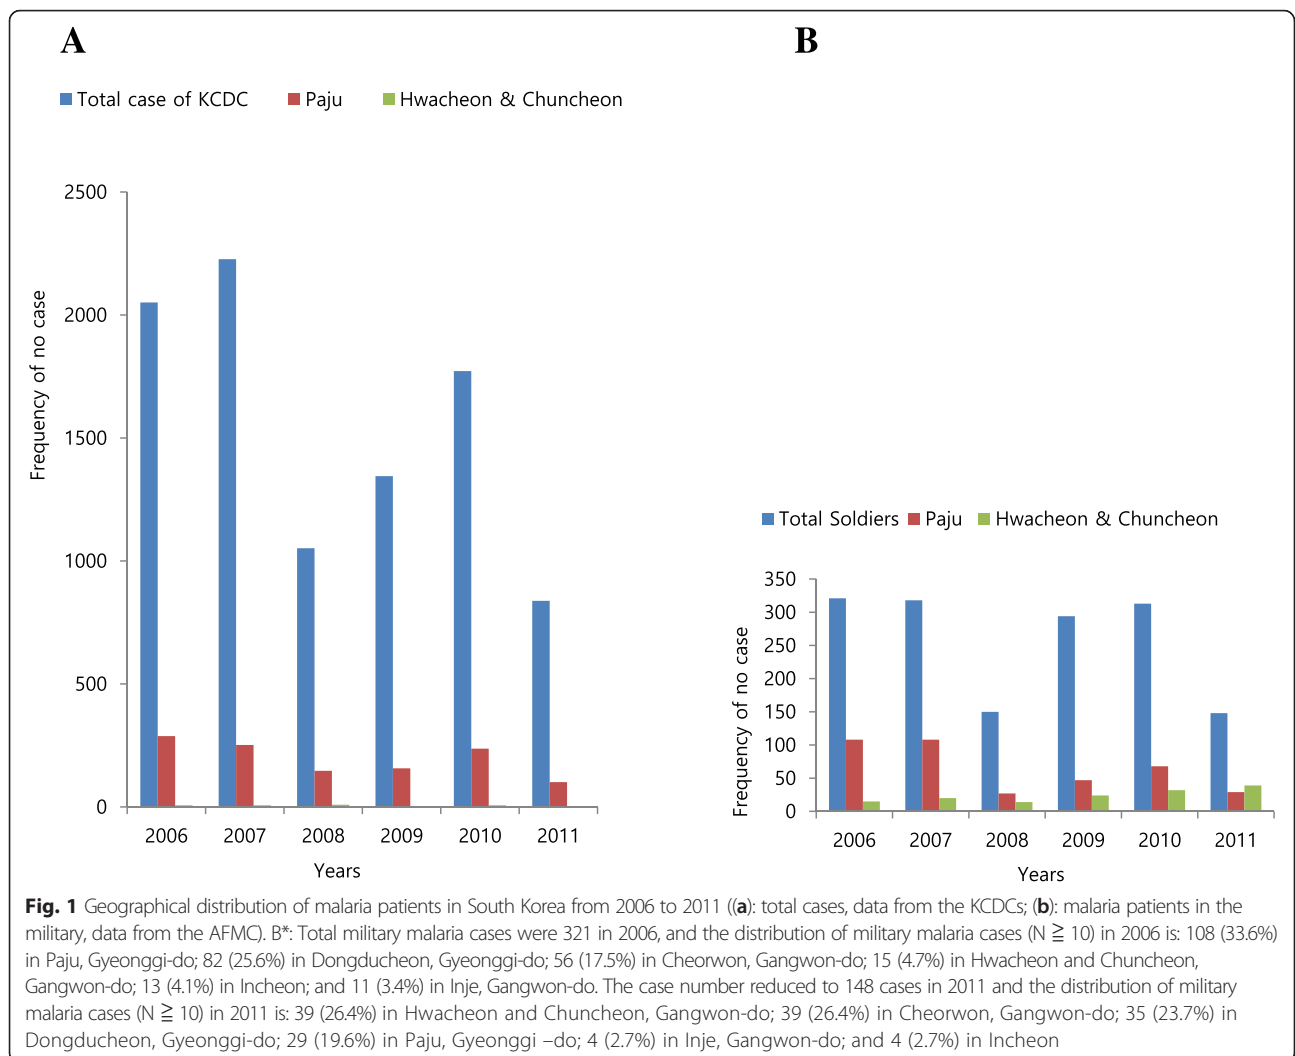 A
Total case of KCDC Paju Hwacheon & Chuncheon
2500
2000
1500
1000
500
0
Frequency of no case
2006 2007 2008 2009 2010 2011
Years
B
Total Soldiers Paju Hwacheon & Chuncheon
350
300
250
200
150
100
50
0
Frequency of no case
2006 2007 2008 2009 2010 2011
Years
Fig. 1 Geographical distribution of malaria patients in South Korea from 2006 to 2011 ((a): total cases, data from the KCDCs; (b): malaria patients in the
military, data from the AFMC). B*: Total military malaria cases were 321 in 2006, and the distribution of military malaria cases (N ≧ 10) in 2006 is: 108 (33.6%)
in Paju, Gyeonggi-do; 82 (25.6%) in Dongducheon, Gyeonggi-do; 56 (17.5%) in Cheorwon, Gangwon-do; 15 (4.7%) in Hwacheon and Chuncheon,
Gangwon-do; 13 (4.1%) in Incheon; and 11 (3.4%) in Inje, Gangwon-do. The case number reduced to 148 cases in 2011 and the distribution of military
malaria cases (N ≧ 10) in 2011 is: 39 (26.4%) in Hwacheon and Chuncheon, Gangwon-do; 39 (26.4%) in Cheorwon, Gangwon-do; 35 (23.7%) in
Dongducheon, Gyeonggi-do; 29 (19.6%) in Paju, Gyeonggi –do; 4 (2.7%) in Inje, Gangwon-do; and 4 (2.7%) in Incheon